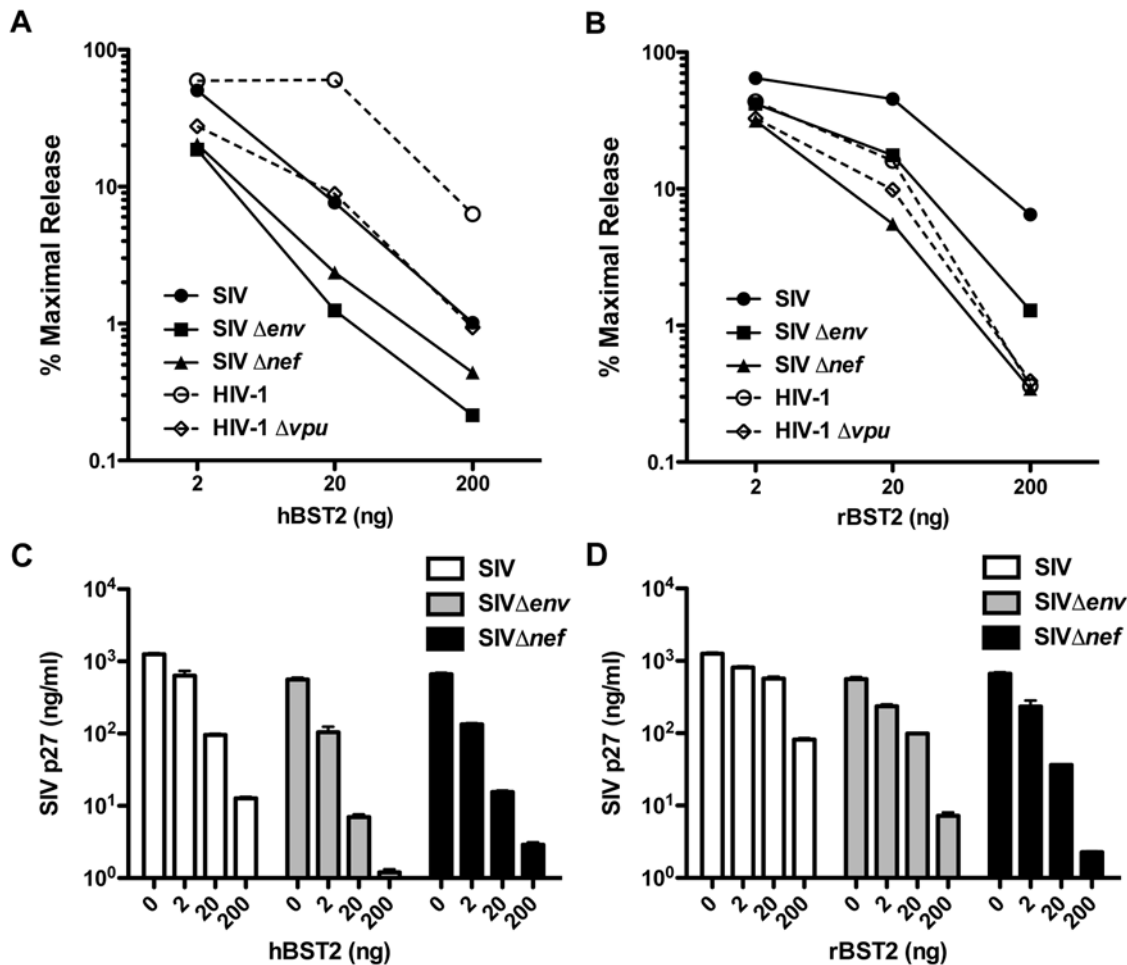 A
100
10
1
0.1
% Maximal Release
SIV
SIV Δenv
SIV Δnef
HIV-1
HIV-1 Δvpu
2 20 200
hBST2 (ng)
B
100
10
1
0.1
% Maximal Release
SIV
SIV Δenv
SIV Δnef
HIV-1
HIV-1 Δvpu
2 20 200
rBST2 (ng)
C
SIV
SIVΔenv
SIVΔnef
10⁴
10³
10²
10¹
10⁰
SIV p27 (ng/ml)
0 2 20 200 0 2 20 200 0 2 20 200
hBST2 (ng)
D
SIV
SIVΔenv
SIVΔnef
10⁴
10³
10²
10¹
10⁰
SIV p27 (ng/ml)
0 2 20 200 0 2 20 200 0 2 20 200
rBST2 (ng)